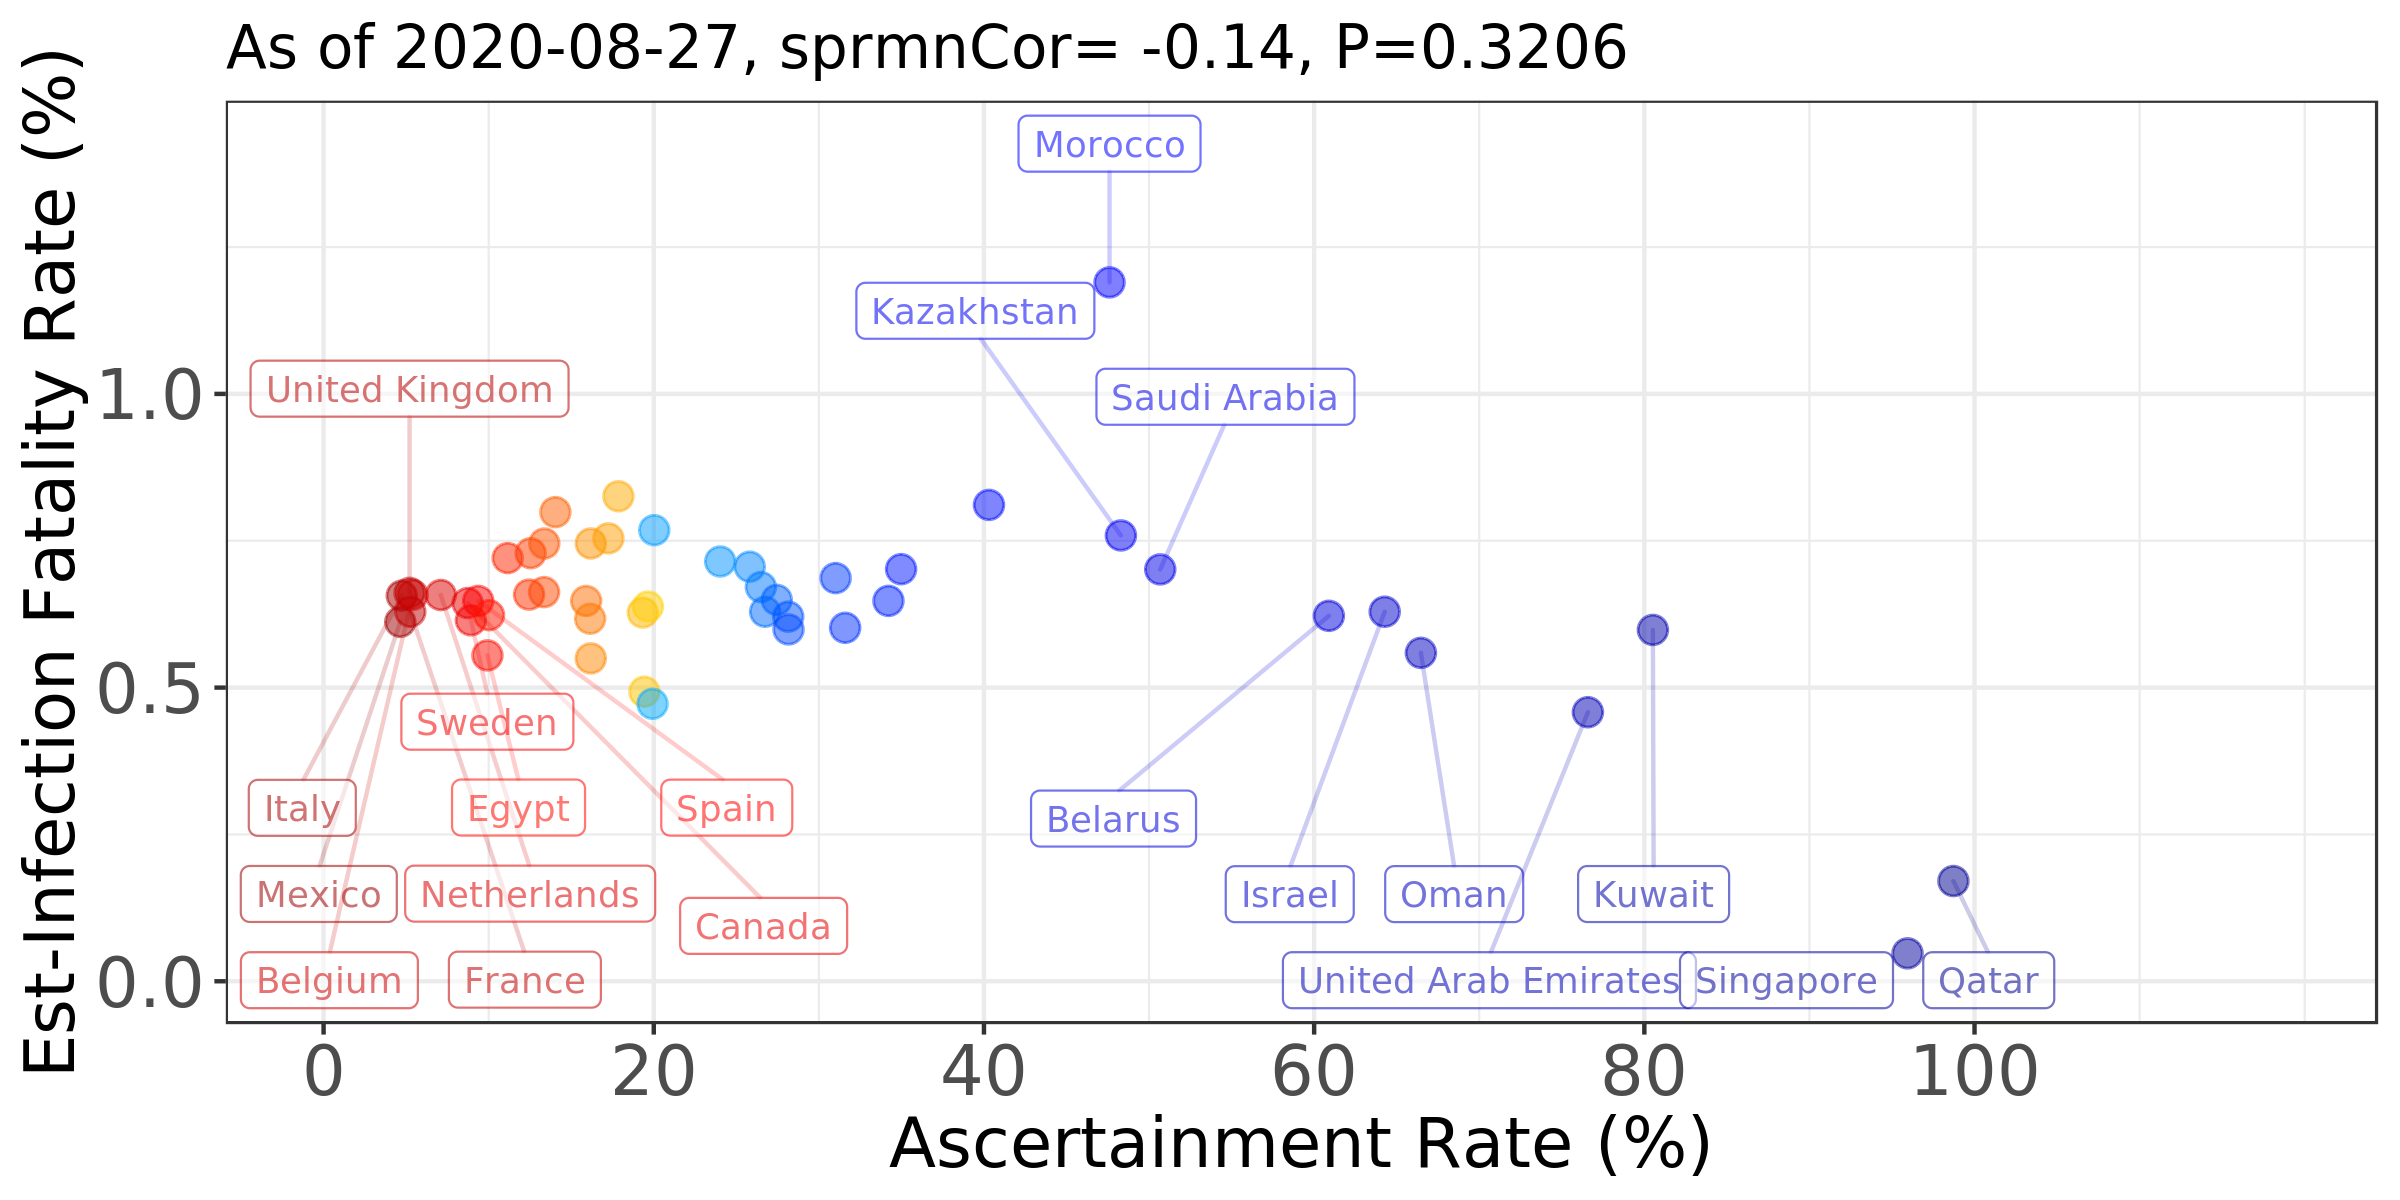 As of 2020-08-27, sprmnCor= -0.14, P=0.3206
Est-Infection Fatality Rate (%)
Morocco
Kazakhstan
Saudi Arabia
United Kingdom
1.0
0.5
0.0
Sweden
Italy
Egypt
Spain
Belarus
Mexico
Netherlands
Canada
Israel
Oman
Kuwait
Belgium
France
United Arab Emirates
Singapore
Qatar
0 20 40 60 80 100
Ascertainment Rate (%)